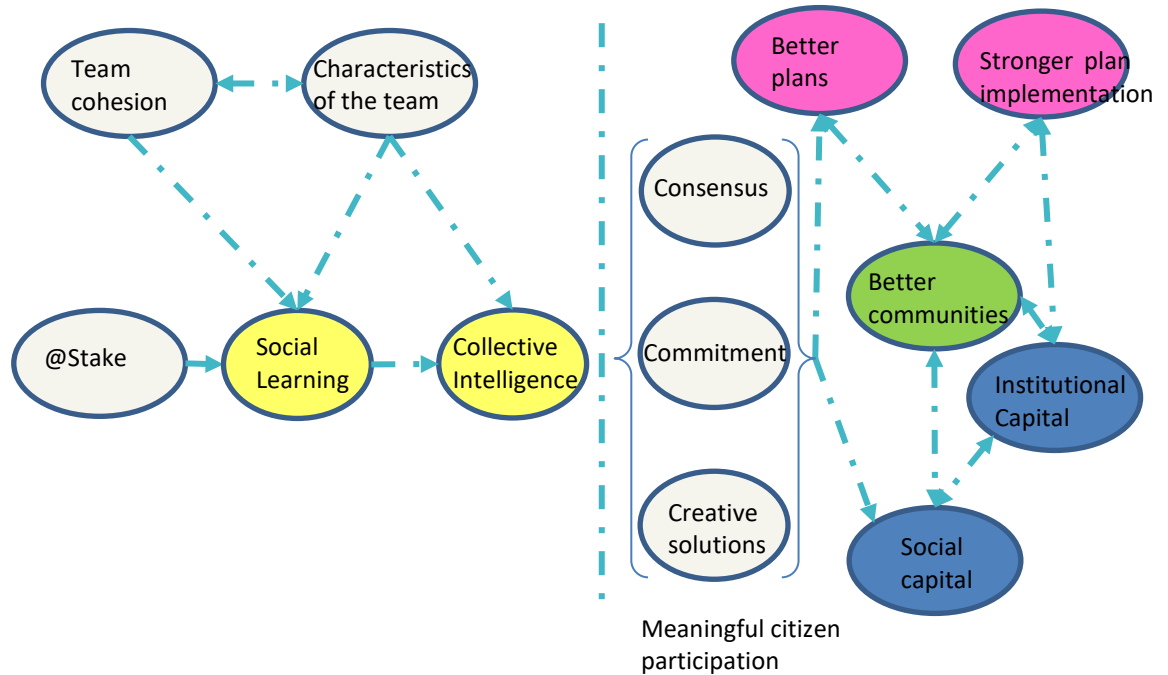 Team
cohesion
Characteristics
of the team
@Stake
Social
Learning
Collective
Intelligence
Consensus
Commitment
Creative
solutions
Meaningful citizen
participation
Better
plans
Stronger plan
implementation
Better
communities
Institutional
Capital
Social
capital